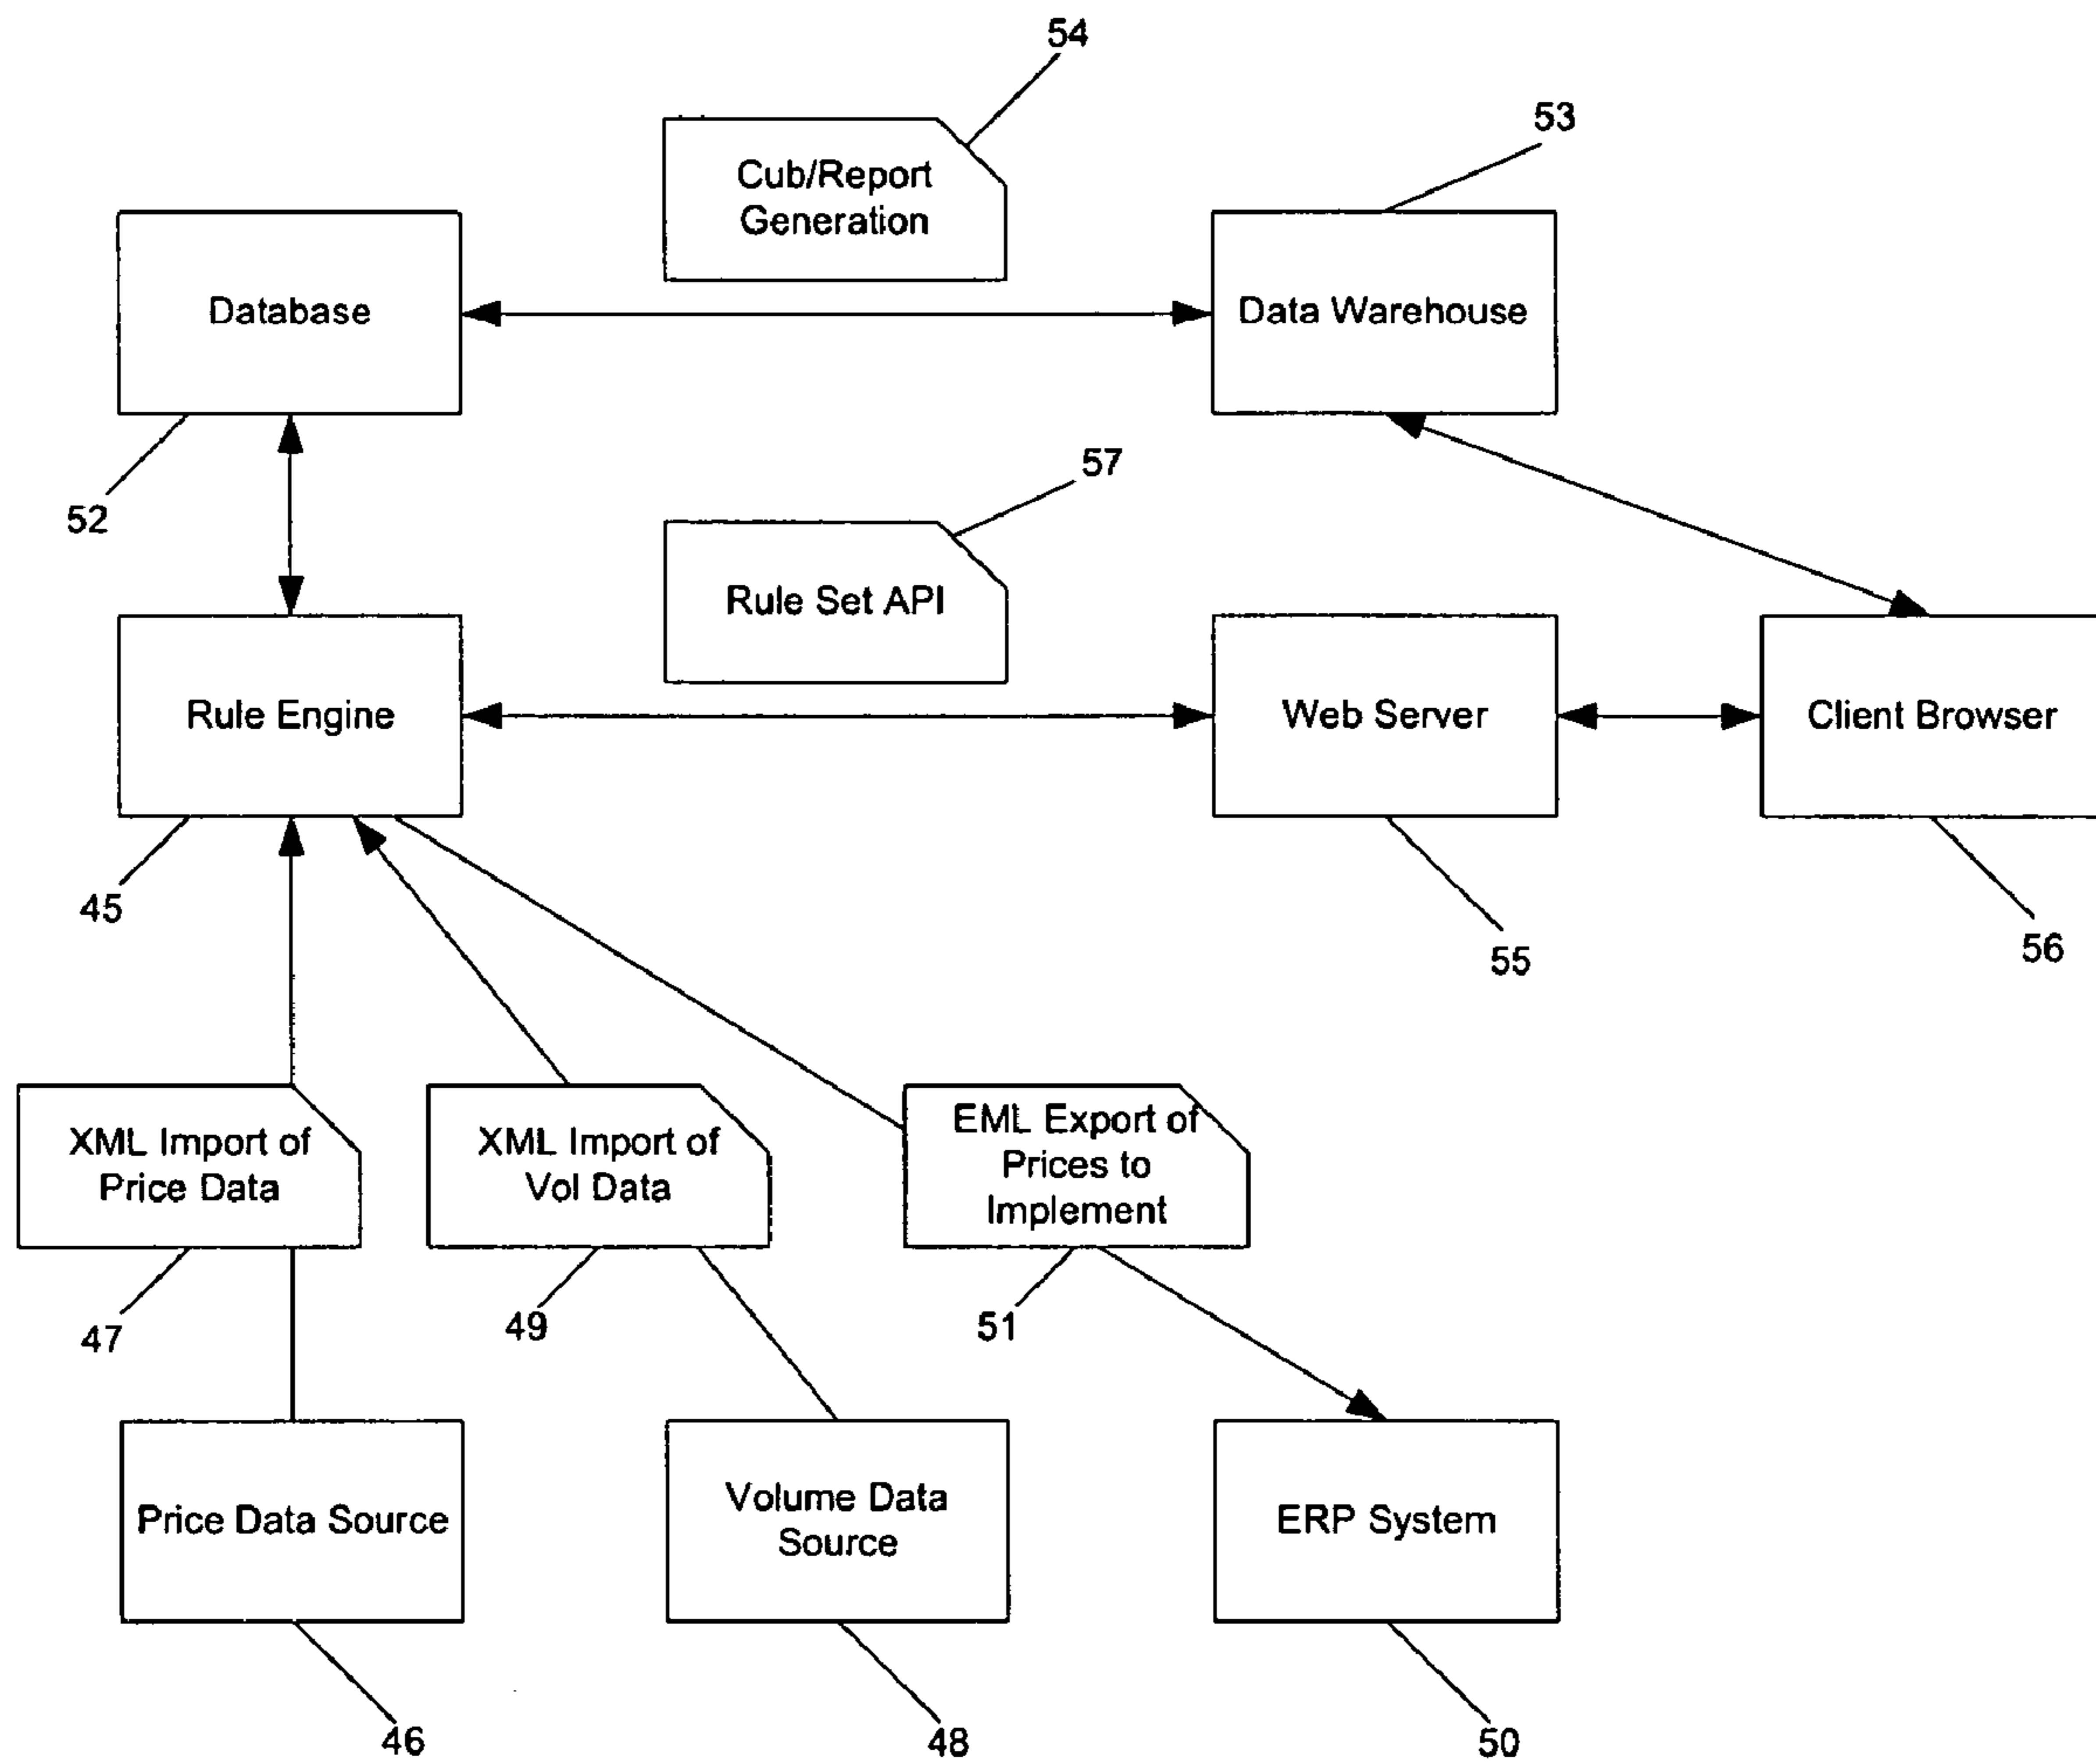 54
53
Cub/Report
Generation
Database
Data Warehouse
57
52
Rule Set API
Rule Engine
Web Server
Client Browser
45
55
56
XML Import of
Price Data
XML Import of
Vol Data
EML Export of
Prices to
Implement
47
49
51
Price Data Source
Volume Data
Source
ERP System
46
48
50